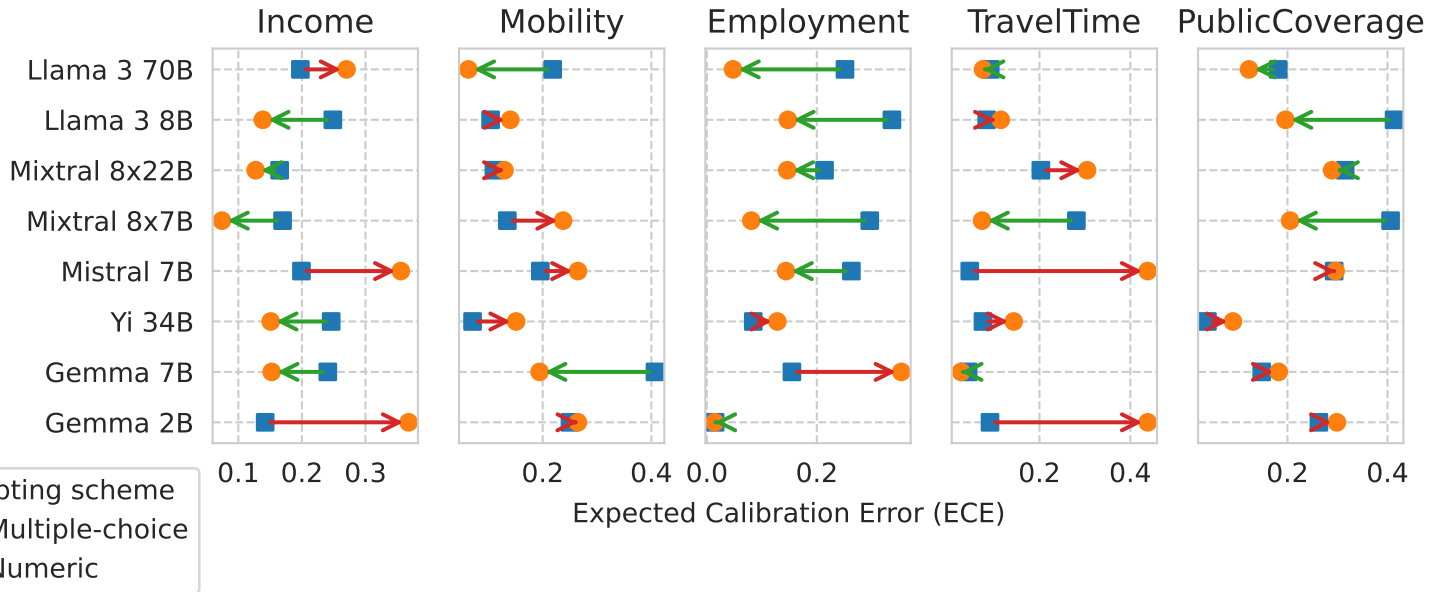 Income Mobility Employment TravelTime PublicCoverage
Llama 3 70B
Llama 3 8B
Mixtral 8x22B
Mixtral 8x7B
Mistral 7B
Yi 34B
Gemma 7B
Gemma 2B
0.1 0.2 0.3 0.2 0.4 0.0 0.2 0.2 0.4 0.2 0.4
Expected Calibration Error (ECE)
scheme
Multiple-choice
Numeric